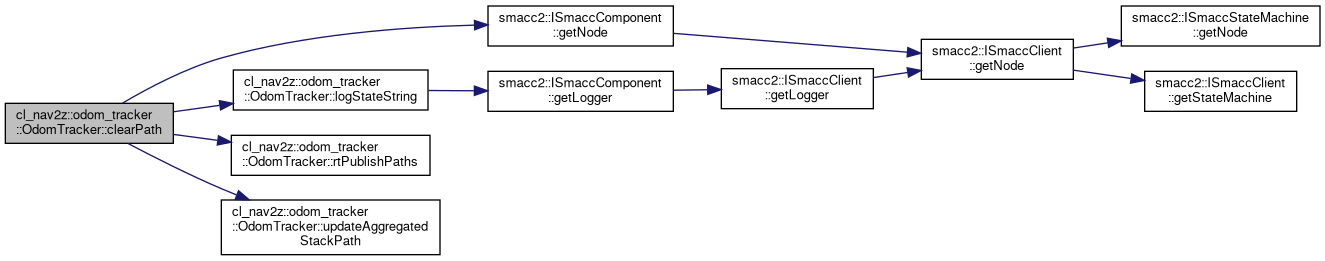 cl_nav2z::odom_tracker
::OdomTracker::clearPath
smacc2::ISmaccComponent
::getNode
cl_nav2z::odom_tracker
::OdomTracker::logStateString
cl_nav2z::odom_tracker
::OdomTracker::rtPublishPaths
cl_nav2z::odom_tracker
::OdomTracker::updateAggregated
StackPath
smacc2::ISmaccComponent
::getLogger
smacc2::ISmaccClient
::getLogger
smacc2::ISmaccClient
::getNode
smacc2::ISmaccStateMachine
::getNode
smacc2::ISmaccClient
::getStateMachine